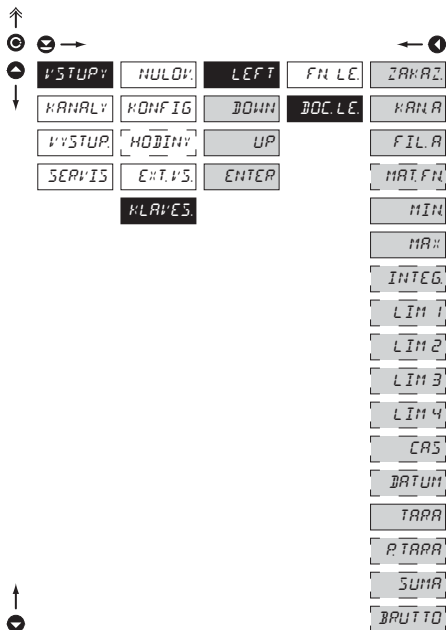 VSTUPY NULOV. LEFT FN. LE. ZAKAZ.
KANALY KONFIG DOWN DOC. LE. KAN. A
VYSTUP. HODINY UP FIL. A
SERVIS EXT. VS. ENTER MAT. FN.
KLAVES. MIN.
MAX
INTEG.
LIM 1
LIM 2
LIM 3
LIM 4
CAS
DATUM
TARA
P. TARA
SUMA
BRUTTO